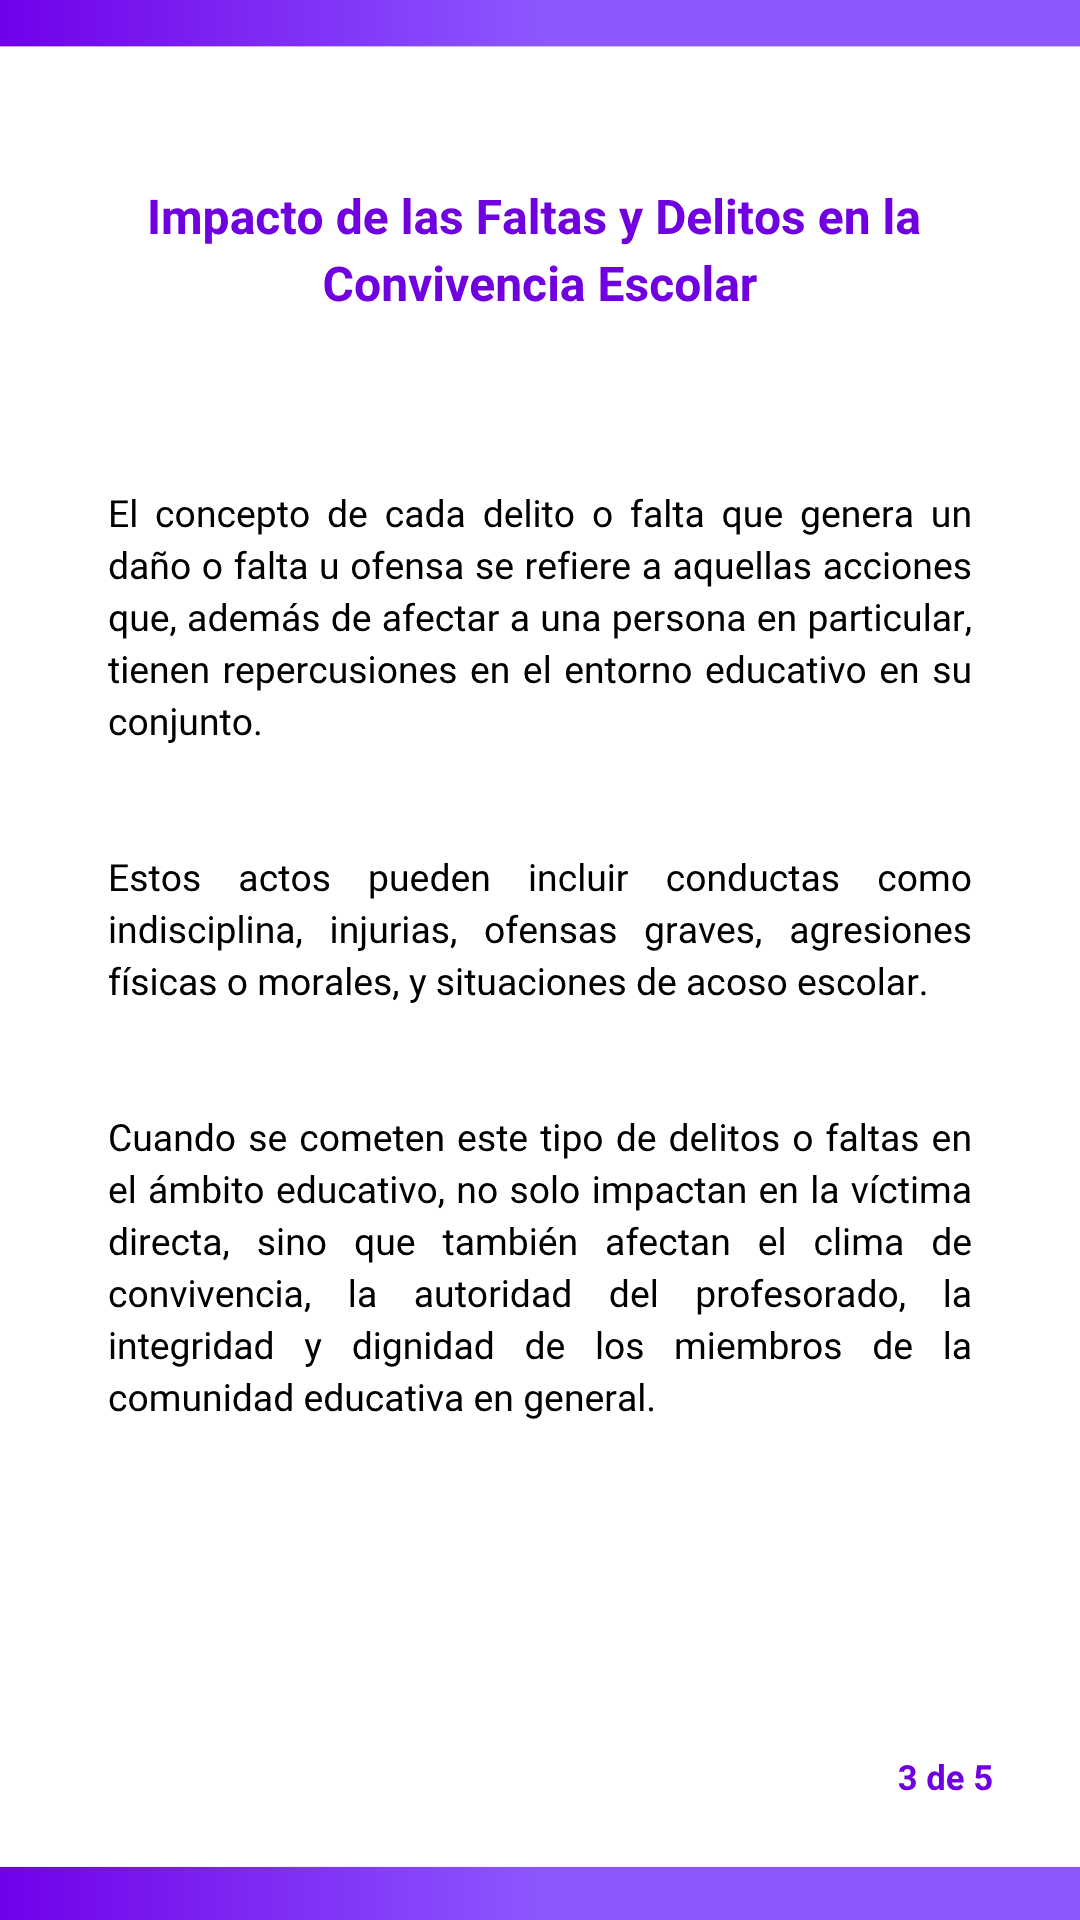 Impacto de las Faltas y Delitos en la
Convivencia Escolar
El concepto de cada delito o falta que genera un
daño o falta u ofensa se refiere a aquellas acciones
que, además de afectar a una persona en particular,
tienen repercusiones en el entorno educativo en su
conjunto.
Estos actos pueden incluir conductas como
indisciplina, injurias, ofensas graves, agresiones
físicas o morales, y situaciones de acoso escolar.
Cuando se cometen este tipo de delitos o faltas en
el ámbito educativo, no solo impactan en la víctima
directa, sino que también afectan el clima de
convivencia, la autoridad del profesorado, la
integridad y dignidad de los miembros de la
comunidad educativa en general.
3 de 5